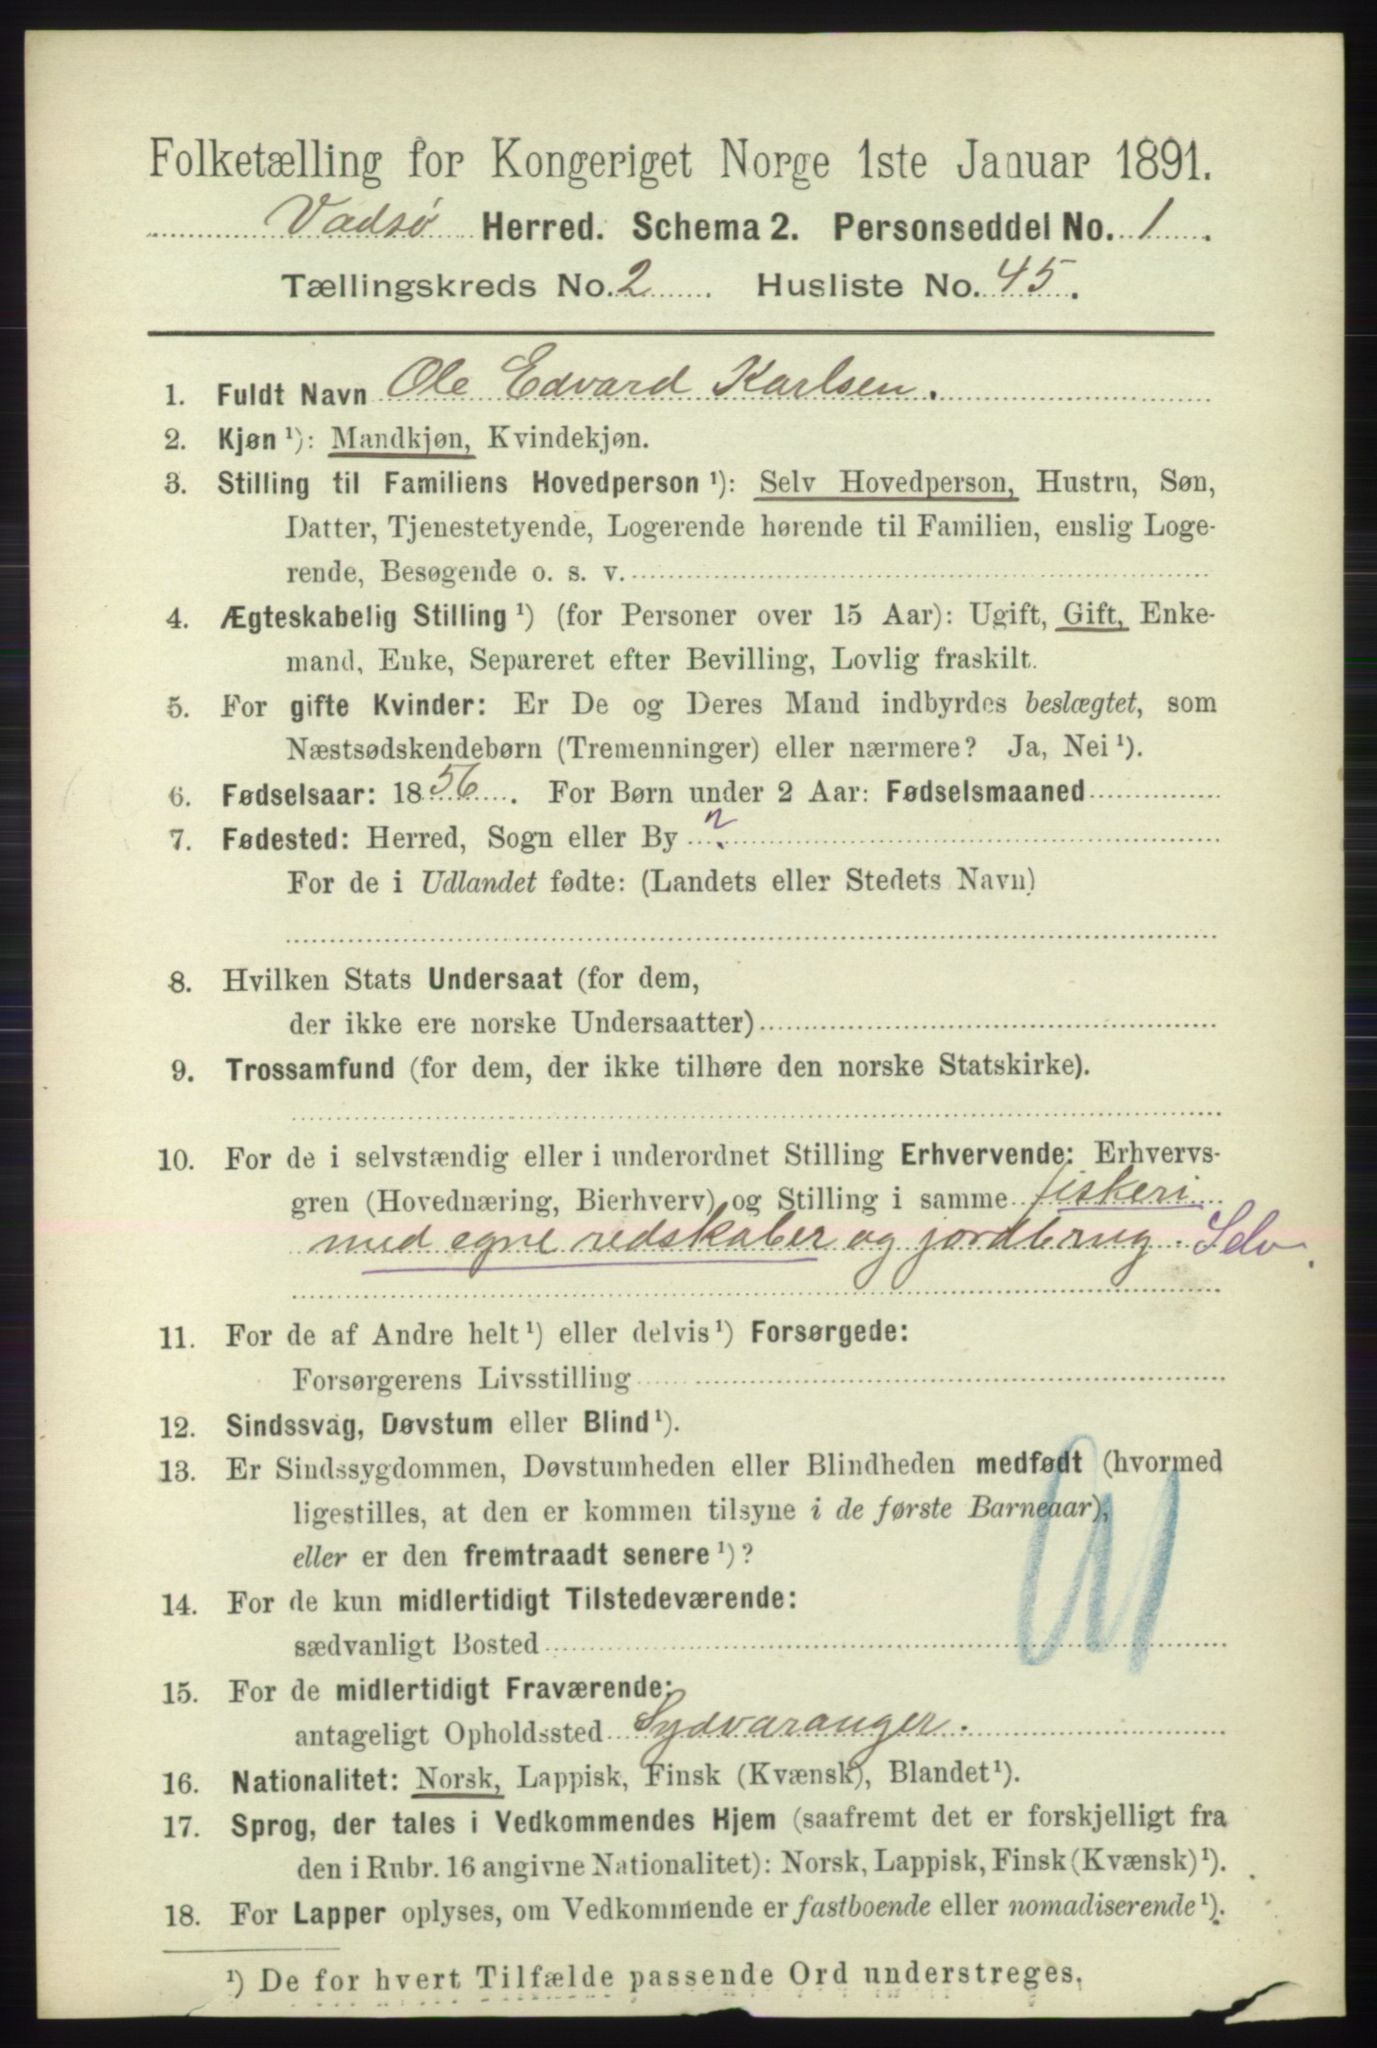 Folketælling for Kongeriget Norge 1ste Januar 1891.
Vadsø Herred. Schema 2. Personseddel No. 1.
Tællingskreds No. 2. Husliste No. 45.
1. Fuldt Navn Ole Edvard Karlsen.
2. Kjøn ¹): Mandkjøn, Kvindekjøn.
3. Stilling til Familiens Hovedperson ¹): Selv Hovedperson, Hustru, Søn,
Datter, Tjenestetyende, Logerende hørende til Familien, enslig Loge-
rende, Besøgende o. s. v.
4. Ægteskabelig Stilling ¹) (for Personer over 15 Aar): Ugift, Gift, Enke-
mand, Enke, Separeret efter Bevilling, Lovlig fraskilt.
5. For gifte Kvinder: Er De og Deres Mand indbyrdes beslægtet, som
Næstsødskendebørn (Tremenninger) eller nærmere? Ja, Nei ¹).
6. Fødselsaar: 1856. For Børn under 2 Aar: Fødselsmaaned
7. Fødested: Herred, Sogn eller By ?
For de i Udlandet fødte: (Landets eller Stedets Navn)
8. Hvilken Stats Undersaat (for dem,
der ikke ere norske Undersaatter)
9. Trossamfund (for dem, der ikke tilhøre den norske Statskirke).
10. For de i selvstændig eller i underordnet Stilling Erhvervende: Erhvervs-
gren (Hovednæring, Bierhverv) og Stilling i samme fiskeri
med egne redskaber og jordbrug. Selv.
11. For de af Andre helt ¹) eller delvis ¹) Forsørgede:
Forsørgerens Livsstilling
12. Sindssvag, Døvstum eller Blind ¹).
13. Er Sindssygdommen, Døvstumheden eller Blindheden medfødt (hvormed
ligestilles, at den er kommen tilsyne i de første Barneaar),
eller er den fremtraadt senere ¹)?
14. For de kun midlertidigt Tilstedeværende:
sædvanligt Bosted
15. For de midlertidigt Fraværende:
antageligt Opholdssted Sydvaranger.
16. Nationalitet: Norsk, Lappisk, Finsk (Kvænsk), Blandet ¹).
17. Sprog, der tales i Vedkommendes Hjem (saafremt det er forskjelligt fra
den i Rubr. 16 angivne Nationalitet): Norsk, Lappisk, Finsk (Kvænsk) ¹).
18. For Lapper oplyses, om Vedkommende er fastboende eller nomadiserende ¹).
¹) De for hvert Tilfælde passende Ord understreges.